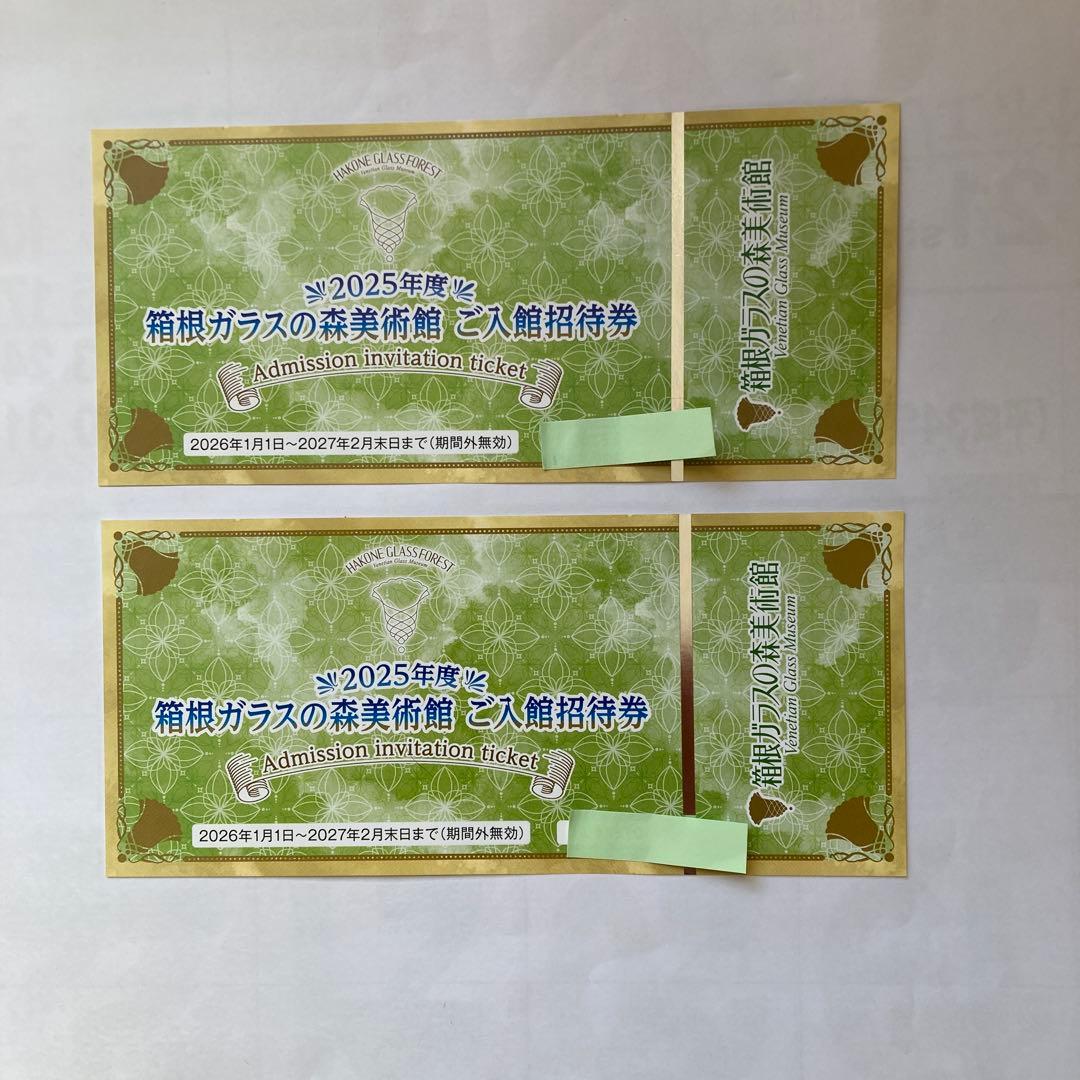 HAKONE GLASS FOREST
Venetian Glass Museum
2025年度
箱根ガラスの森美術館 ご入館招待券
Admission invitation ticket
2026年1月1日~2027年2月末日まで(期間外無効)
箱根ガラスの森美術館
Venetian Glass Museum
HAKONE GLASS FOREST
Venetian Glass Museum
2025年度
箱根ガラスの森美術館 ご入館招待券
Admission invitation ticket
2026年1月1日~2027年2月末日まで(期間外無効)
箱根ガラスの森美術館
Venetian Glass Museum